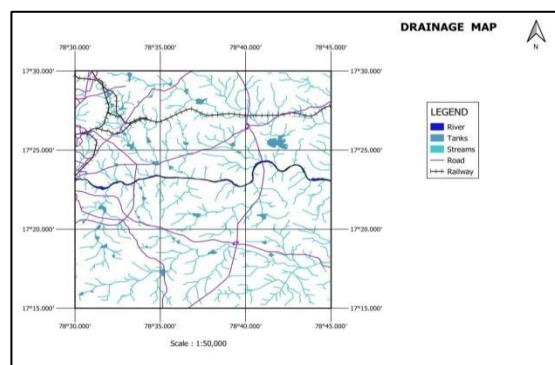 DRAINAGE MAP
N
78°30.000' 78°35.000' 78°40.000' 78°45.000'
17°30.000' 17°30.000'
LEGEND
River
Tanks
Streams
Road
Railway
17°25.000' 17°25.000'
17°20.000' 17°20.000'
17°15.000' 17°15.000'
78°30.000' 78°35.000' 78°40.000' 78°45.000'
Scale : 1:50,000